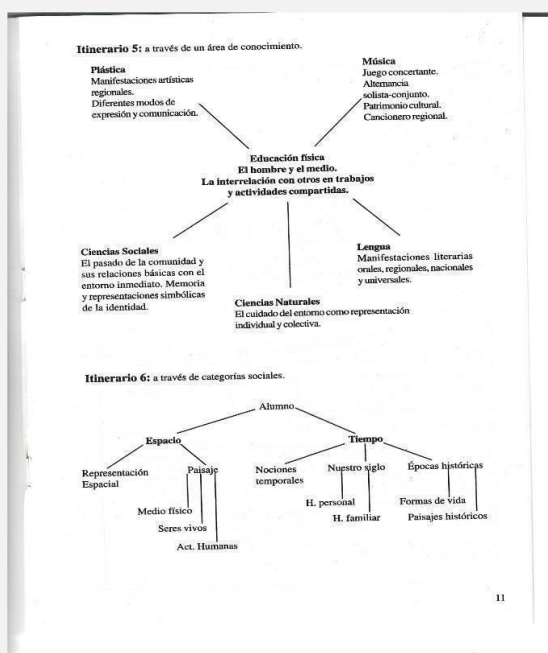 Itinerario 5: a través de un área de conocimiento.
Plástica
Manifestaciones artísticas
regionales.
Diferentes modos de
expresión y comunicación.
Música
Juego concertante.
Alternancia
solista-conjunto.
Patrimonio cultural.
Cancionero regional.
Educación física
El hombre y el medio.
La interrelación con otros en trabajos
y actividades compartidas.
Ciencias Sociales
El pasado de la comunidad y
sus relaciones básicas con el
entorno inmediato. Memoria
y representaciones simbólicas
de la identidad.
Ciencias Naturales
El cuidado del entorno como representación
individual y colectiva.
Lengua
Manifestaciones literarias
orales, regionales, nacionales
y universales.
Itinerario 6: a través de categorías sociales.
Alumno
Espacio
Tiempo
Representación
Espacial
Paisaje
Nociones
temporales
Nuestro siglo
Épocas históricas
Medio físico
Seres vivos
Act. Humanas
H. personal
H. familiar
Formas de vida
Paisajes históricos
11